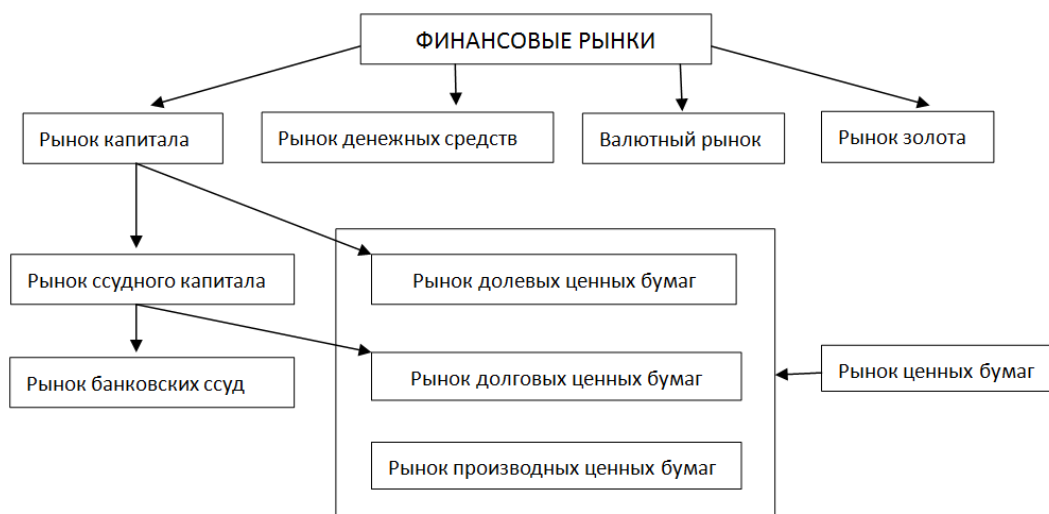 ФИНАНСОВЫЕ РЫНКИ
Рынок капитала
Рынок денежных средств
Валютный рынок
Рынок золота
Рынок ссудного капитала
Рынок долевых ценных бумаг
Рынок банковских ссуд
Рынок долговых ценных бумаг
Рынок ценных бумаг
Рынок производных ценных бумаг